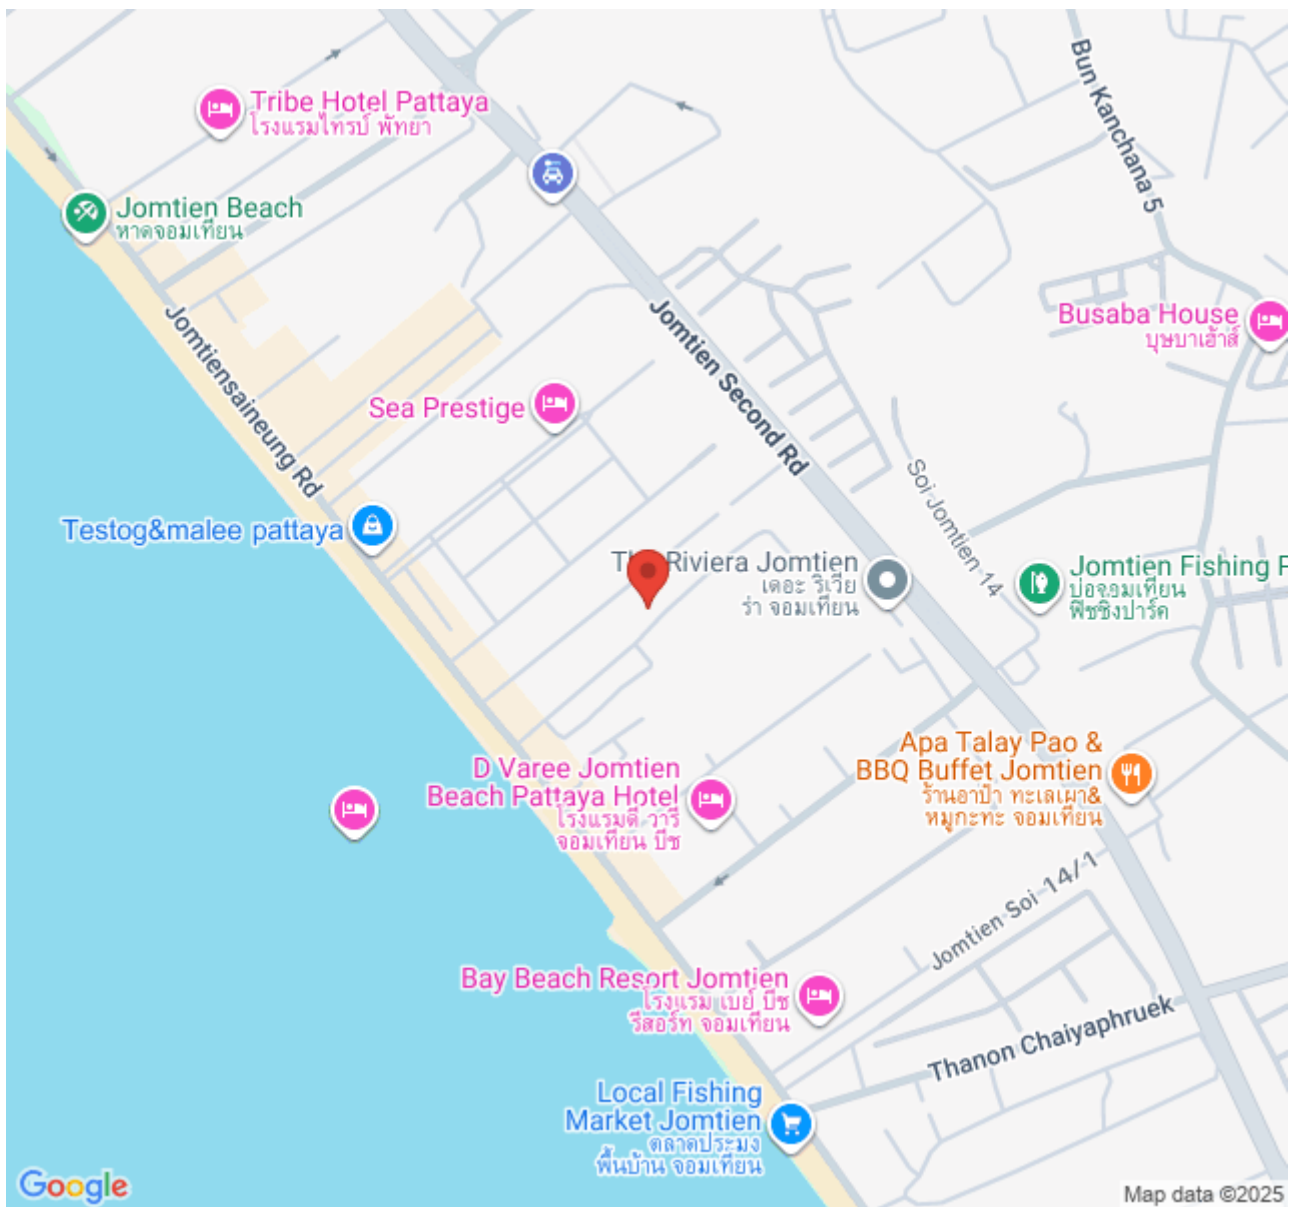 Bun Kanchana 5
Tribe Hotel Pattaya
โรงแรมไทรบ์ พัทยา
Jomtien Beach
หาดจอมเทียน
Jomtiensaineung Rd
Jomtien Second Rd
Busaba House
บุษบาเฮ้าส์
Sea Prestige
Soi Jomtien 14
Testog&malee pattaya
Riviera Jomtien
เดอะ ริเวีย
ร่า จอมเทียน
Jomtien Fishing P
บ่อจอมเทียน
ฟิชชิงปาร์ค
D Varee Jomtien
Beach Pattaya Hotel
โรงแรมดี วารี
จอมเทียน บีช
Apa Talay Pao &
BBQ Buffet Jomtien
ร้านอาป๋า ทะเลเผา&
หมูกะทะ จอมเทียน
Jomtien Soi 14/1
Bay Beach Resort Jomtien
โรงแรม เบย์ บีช
รีสอร์ท จอมเทียน
Thanon Chaiyaphruek
Local Fishing
Market Jomtien
ตลาดประมง
พื้นบ้าน จอมเทียน
Google
Map data ©2025